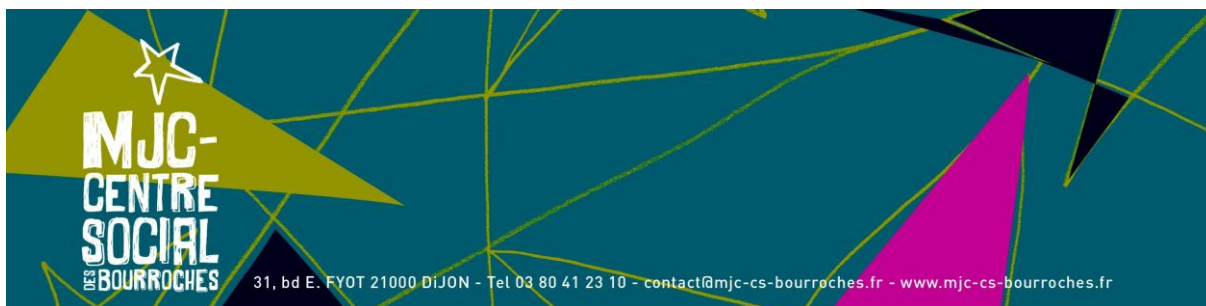 MJC-
CENTRE
SOCIAL
DES BOURROCHES
31, bd E. FYOT 21000 DiJON - Tel 03 80 41 23 10 - contact@mjc-cs-bourroches.fr - www.mjc-cs-bourroches.fr